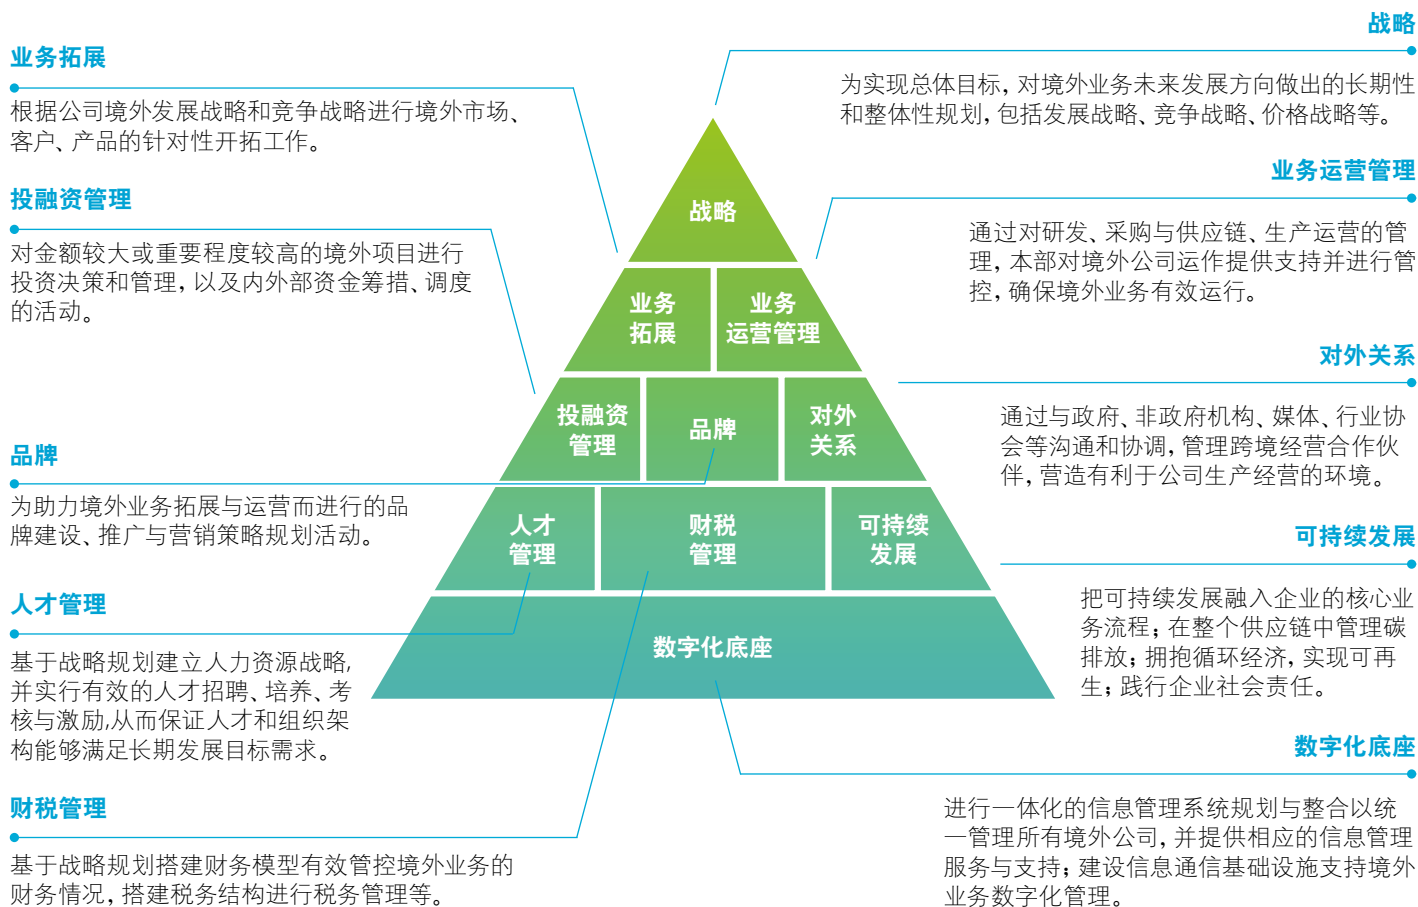 业务拓展
根据公司境外发展战略和竞争战略进行境外市场、
客户、产品的针对性开拓工作。
投融资管理
对金额较大或重要程度较高的境外项目进行
投资决策和管理，以及内外部资金筹措、调度
的活动。
品牌
为助力境外业务拓展与运营而进行的品
牌建设、推广与营销策略规划活动。
人才管理
基于战略规划建立人力资源战略,
并实行有效的人才招聘、培养、考
核与激励,从而保证人才和组织架
构能够满足长期发展目标需求。
财税管理
基于战略规划搭建财务模型有效管控境外业务的
财务情况，搭建税务结构进行税务管理等。
战略
业务
拓展
业务
运营管理
投融资
管理
品牌
对外
关系
人才
管理
财税
管理
可持续
发展
数字化底座
战略
为实现总体目标，对境外业务未来发展方向做出的长期性
和整体性规划，包括发展战略、竞争战略、价格战略等。
业务运营管理
通过对研发、采购与供应链、生产运营的管
理，本部对境外公司运作提供支持并进行管
控，确保境外业务有效运行。
对外关系
通过与政府、非政府机构、媒体、行业协
会等沟通和协调，管理跨境经营合作伙
伴，营造有利于公司生产经营的环境。
可持续发展
把可持续发展融入企业的核心业
务流程；在整个供应链中管理碳
排放；拥抱循环经济，实现可再
生；践行企业社会责任。
数字化底座
进行一体化的信息管理系统规划与整合以统
一管理所有境外公司，并提供相应的信息管理
服务与支持；建设信息通信基础设施支持境外
业务数字化管理。